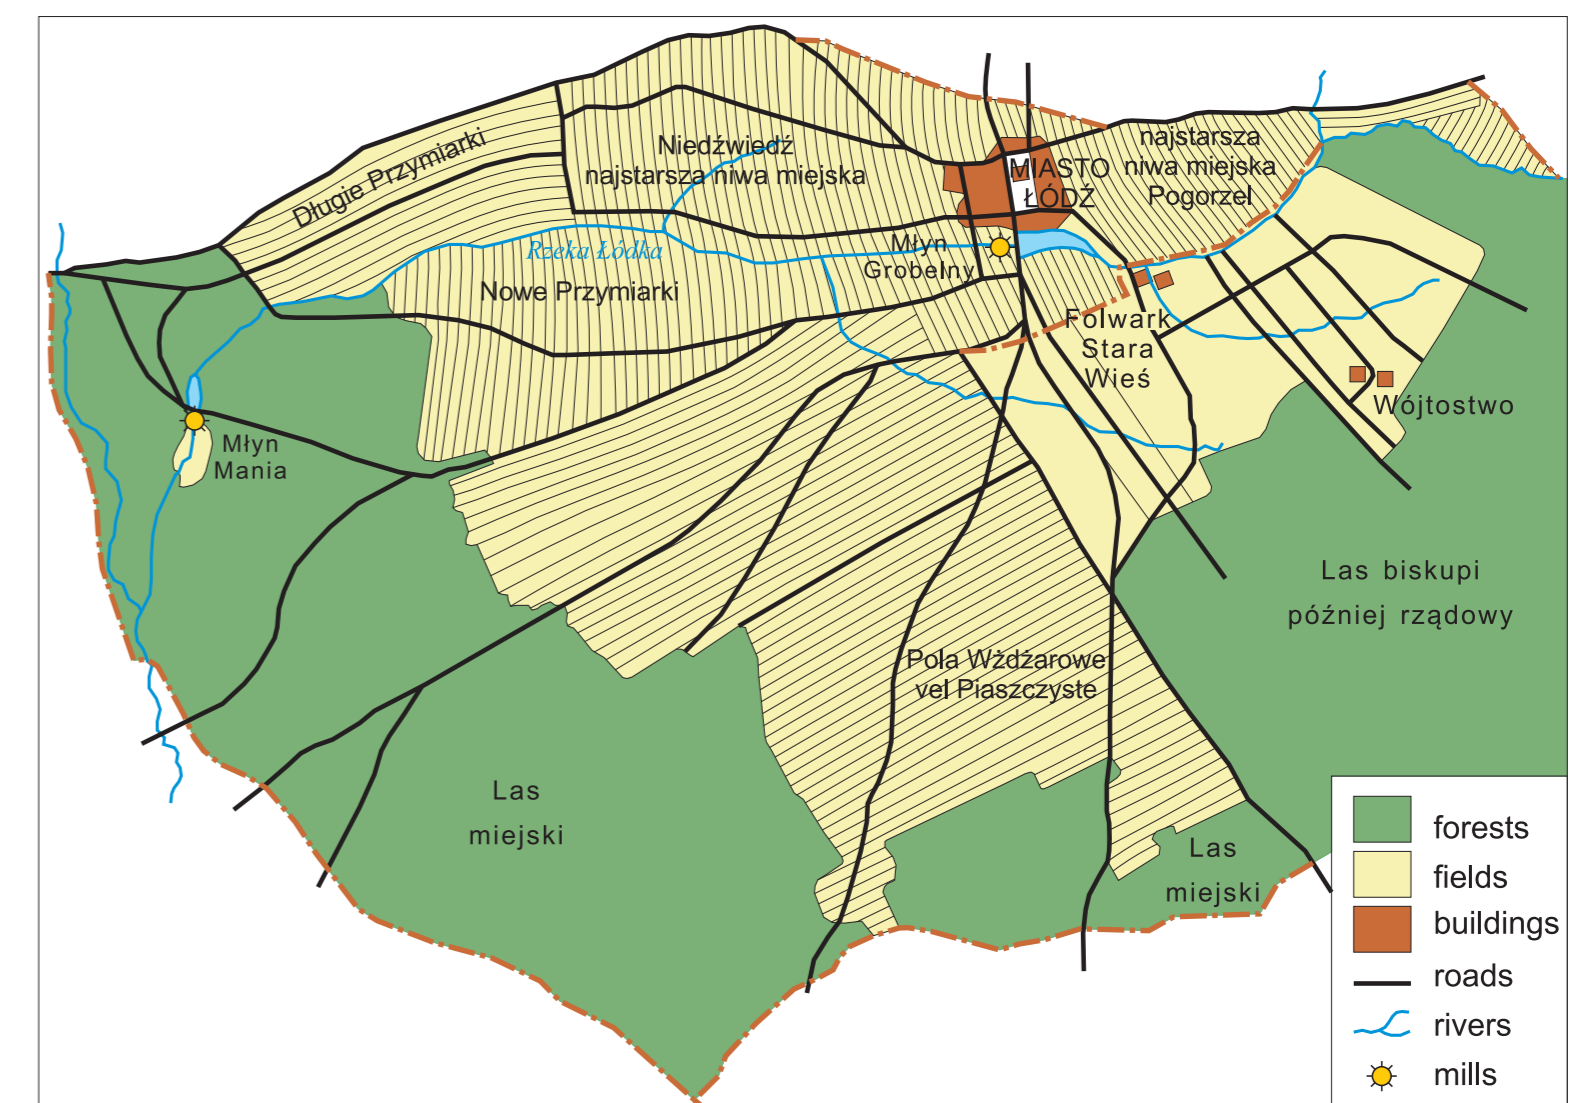 Długie Przymiarki
Niedźwiedź
najstarsza niwa miejska
MIASTO
ŁÓDŹ
najstarsza
niwa miejska
Pogorzel
Rzeka Łódka
Młyn
Grobelny
Nowe Przymiarki
Folwark
Stara
Wieś
Wójtostwo
Młyn
Mania
Las biskupi
później rządowy
Pola Wżdżarowe
vel Piaszczyste
Las
miejski
Las
miejski
forests
fields
buildings
roads
rivers
mills